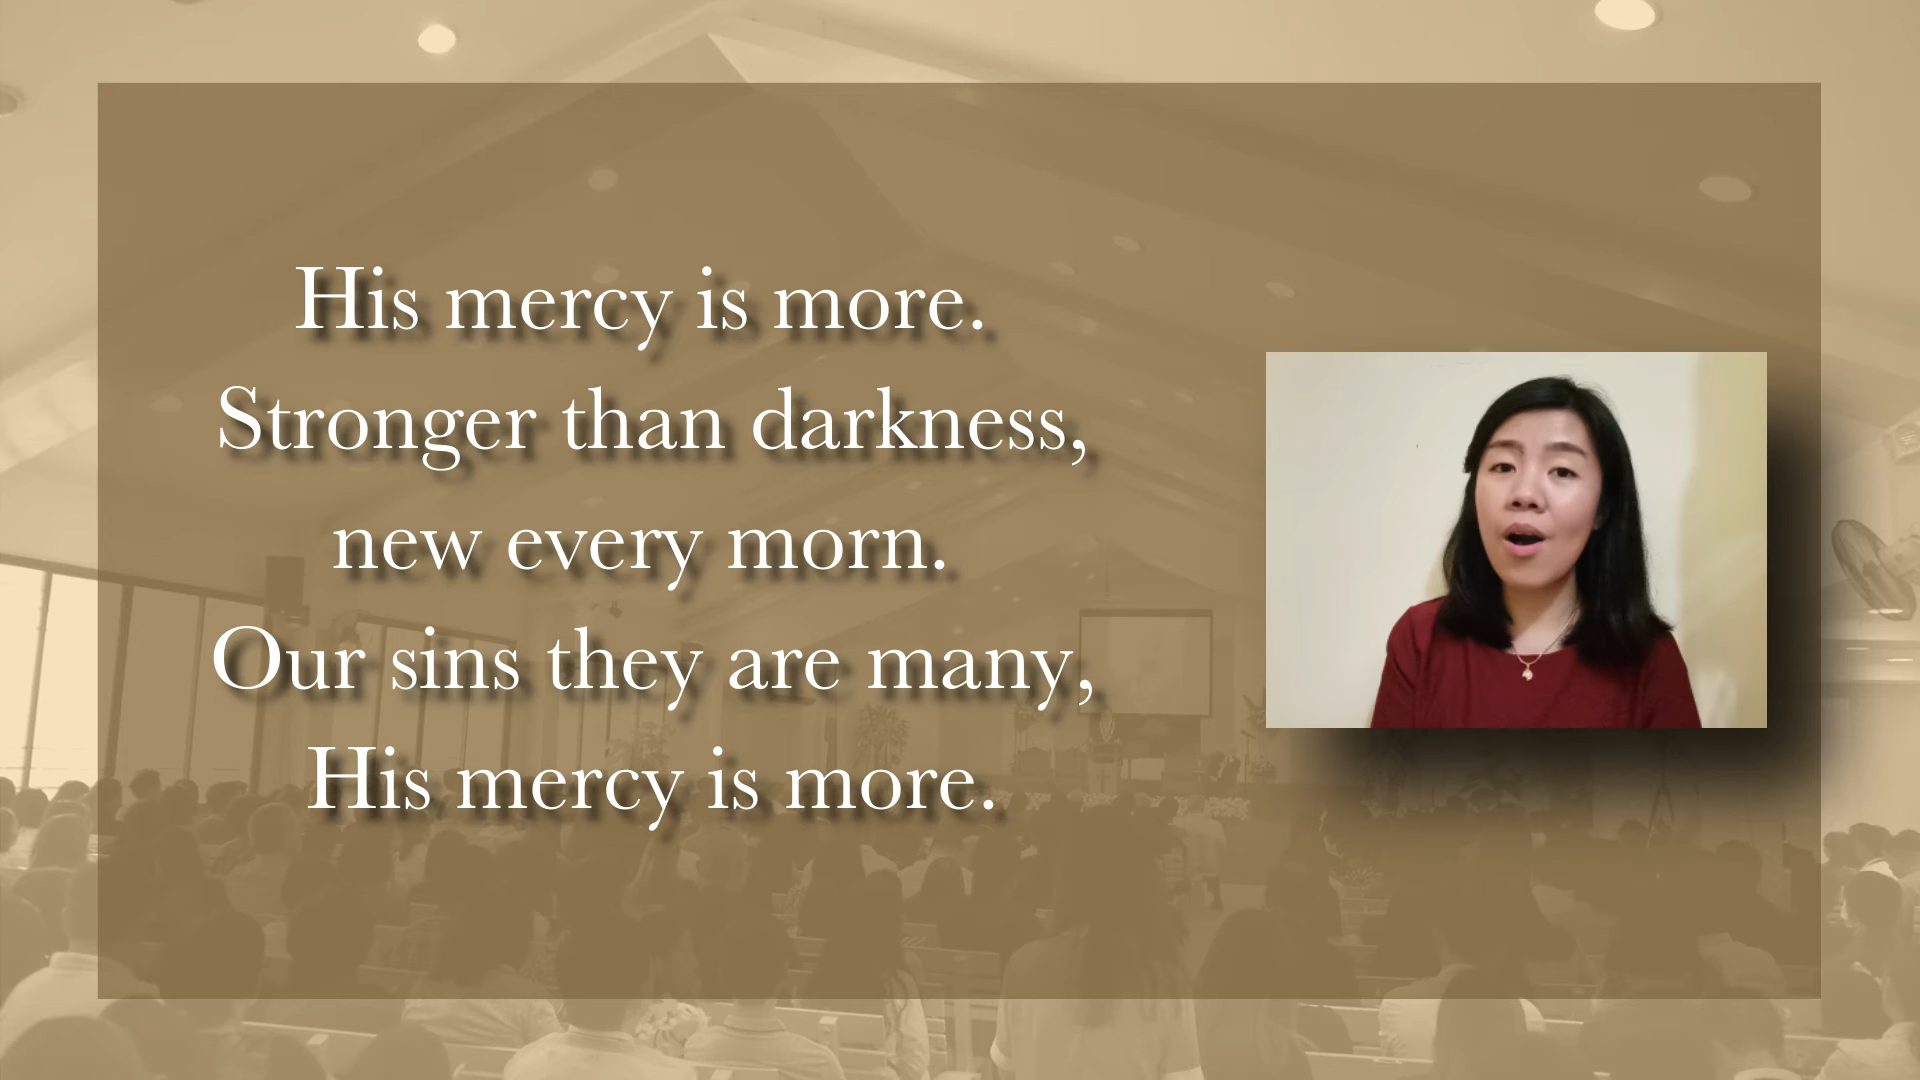 His mercy is more.
Stronger than darkness,
new every morn.
Our sins they are many,
His mercy is more.